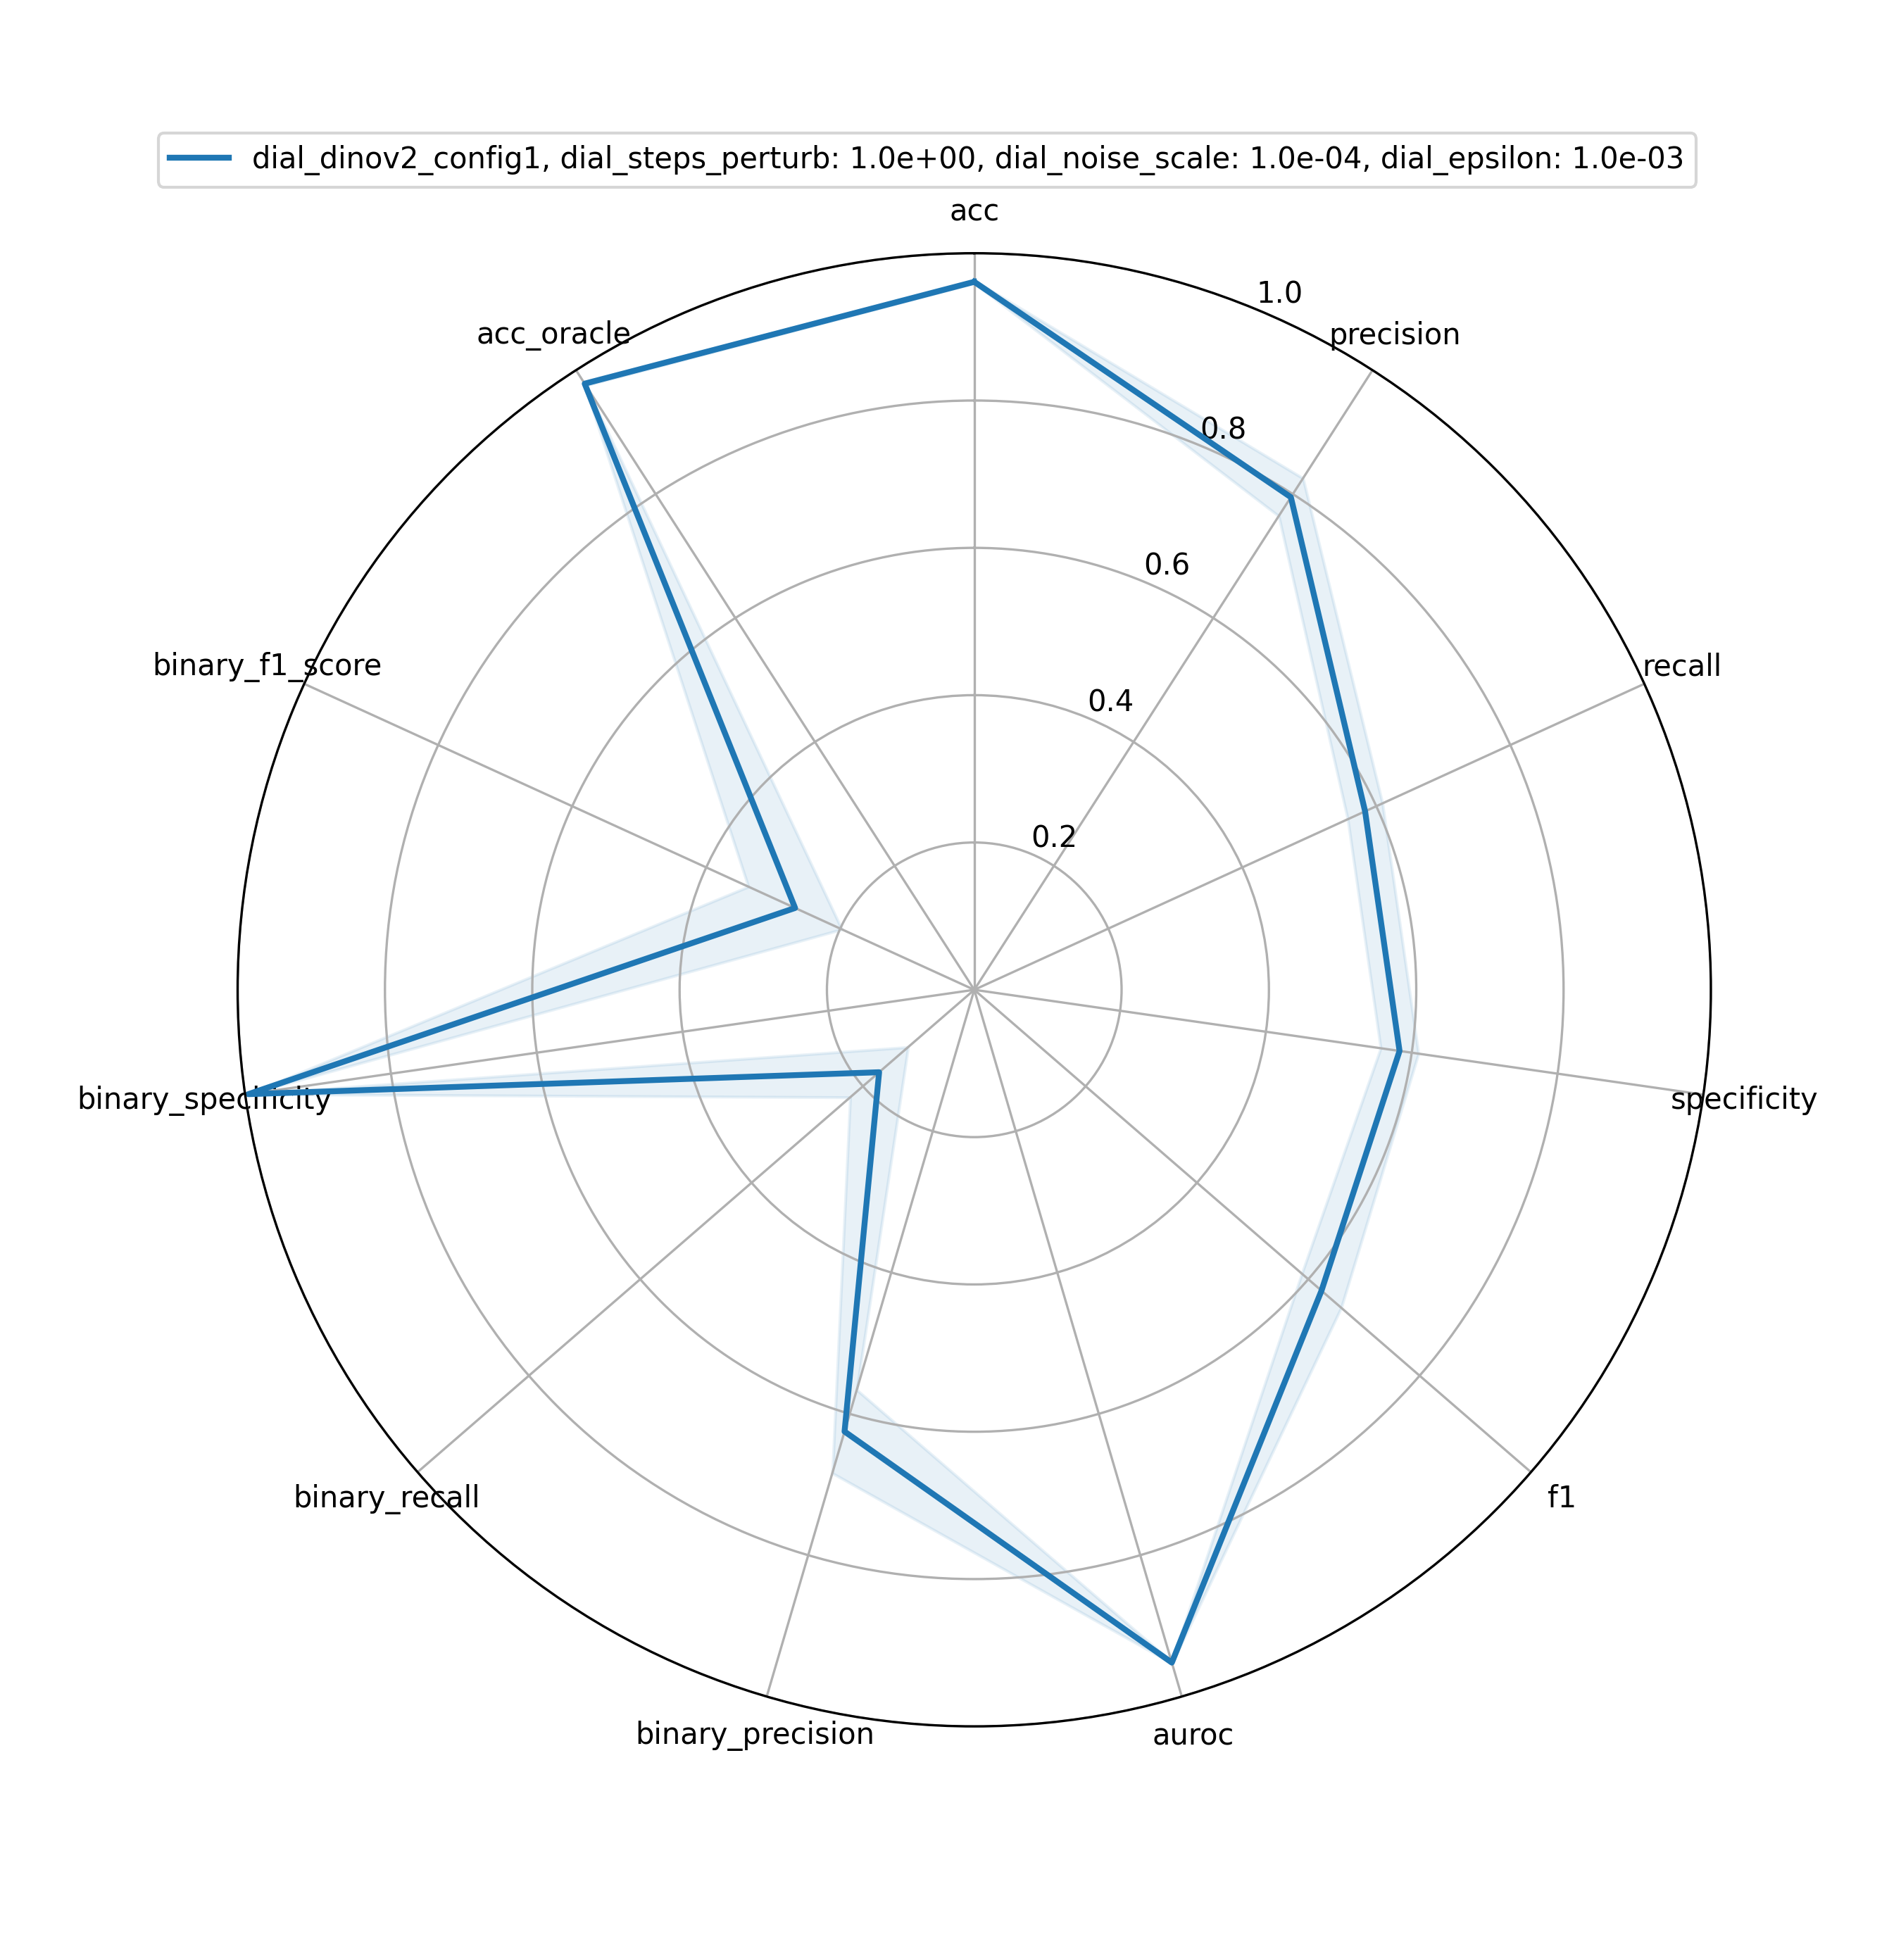 dial_dinov2_config1, dial_steps_perturb: 1.0e+00, dial_noise_scale: 1.0e-04, dial_epsilon: 1.0e-03
acc
1.0
acc_oracle
precision
0.8
0.6
binary_f1_score
recall
0.4
0.2
binary_specificity
specificity
binary_recall
f1
binary_precision
auroc